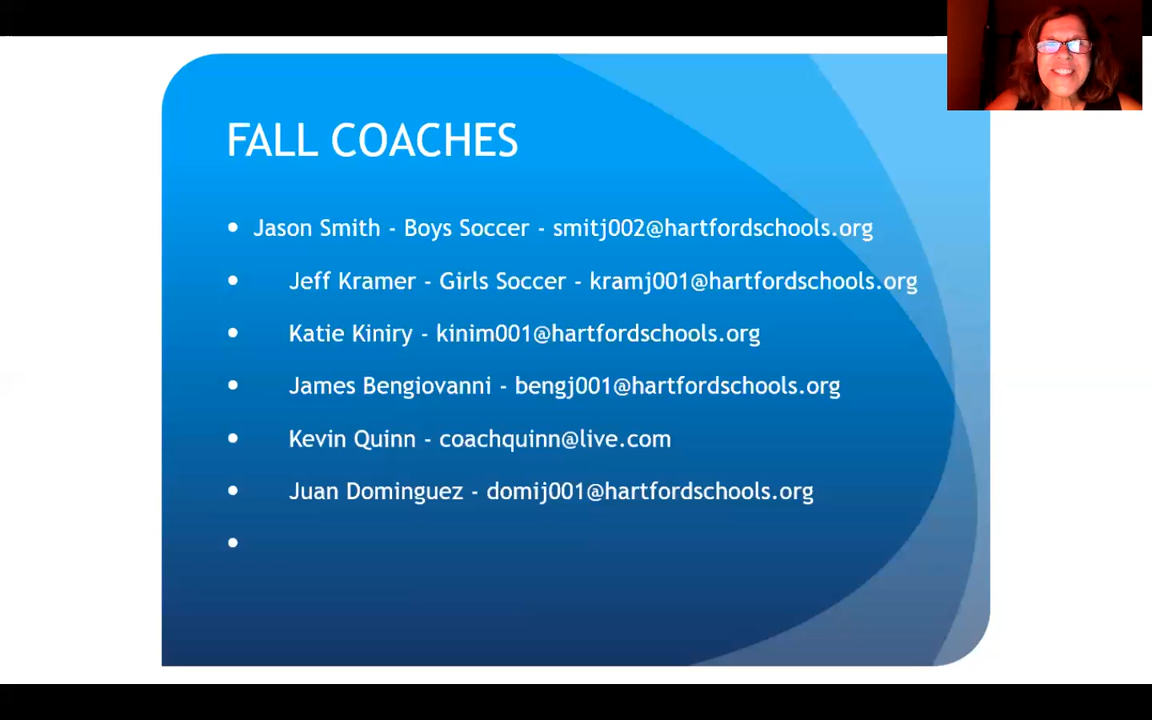 FALL COACHES
• Jason Smith - Boys Soccer - smitj002@hartfordschools.org
• Jeff Kramer - Girls Soccer - kramj001@hartfordschools.org
• Katie Kiniry - kinim001@hartfordschools.org
• James Bengiovanni - bengj001@hartfordschools.org
• Kevin Quinn - coachquinn@live.com
• Juan Dominguez - domij001@hartfordschools.org
•